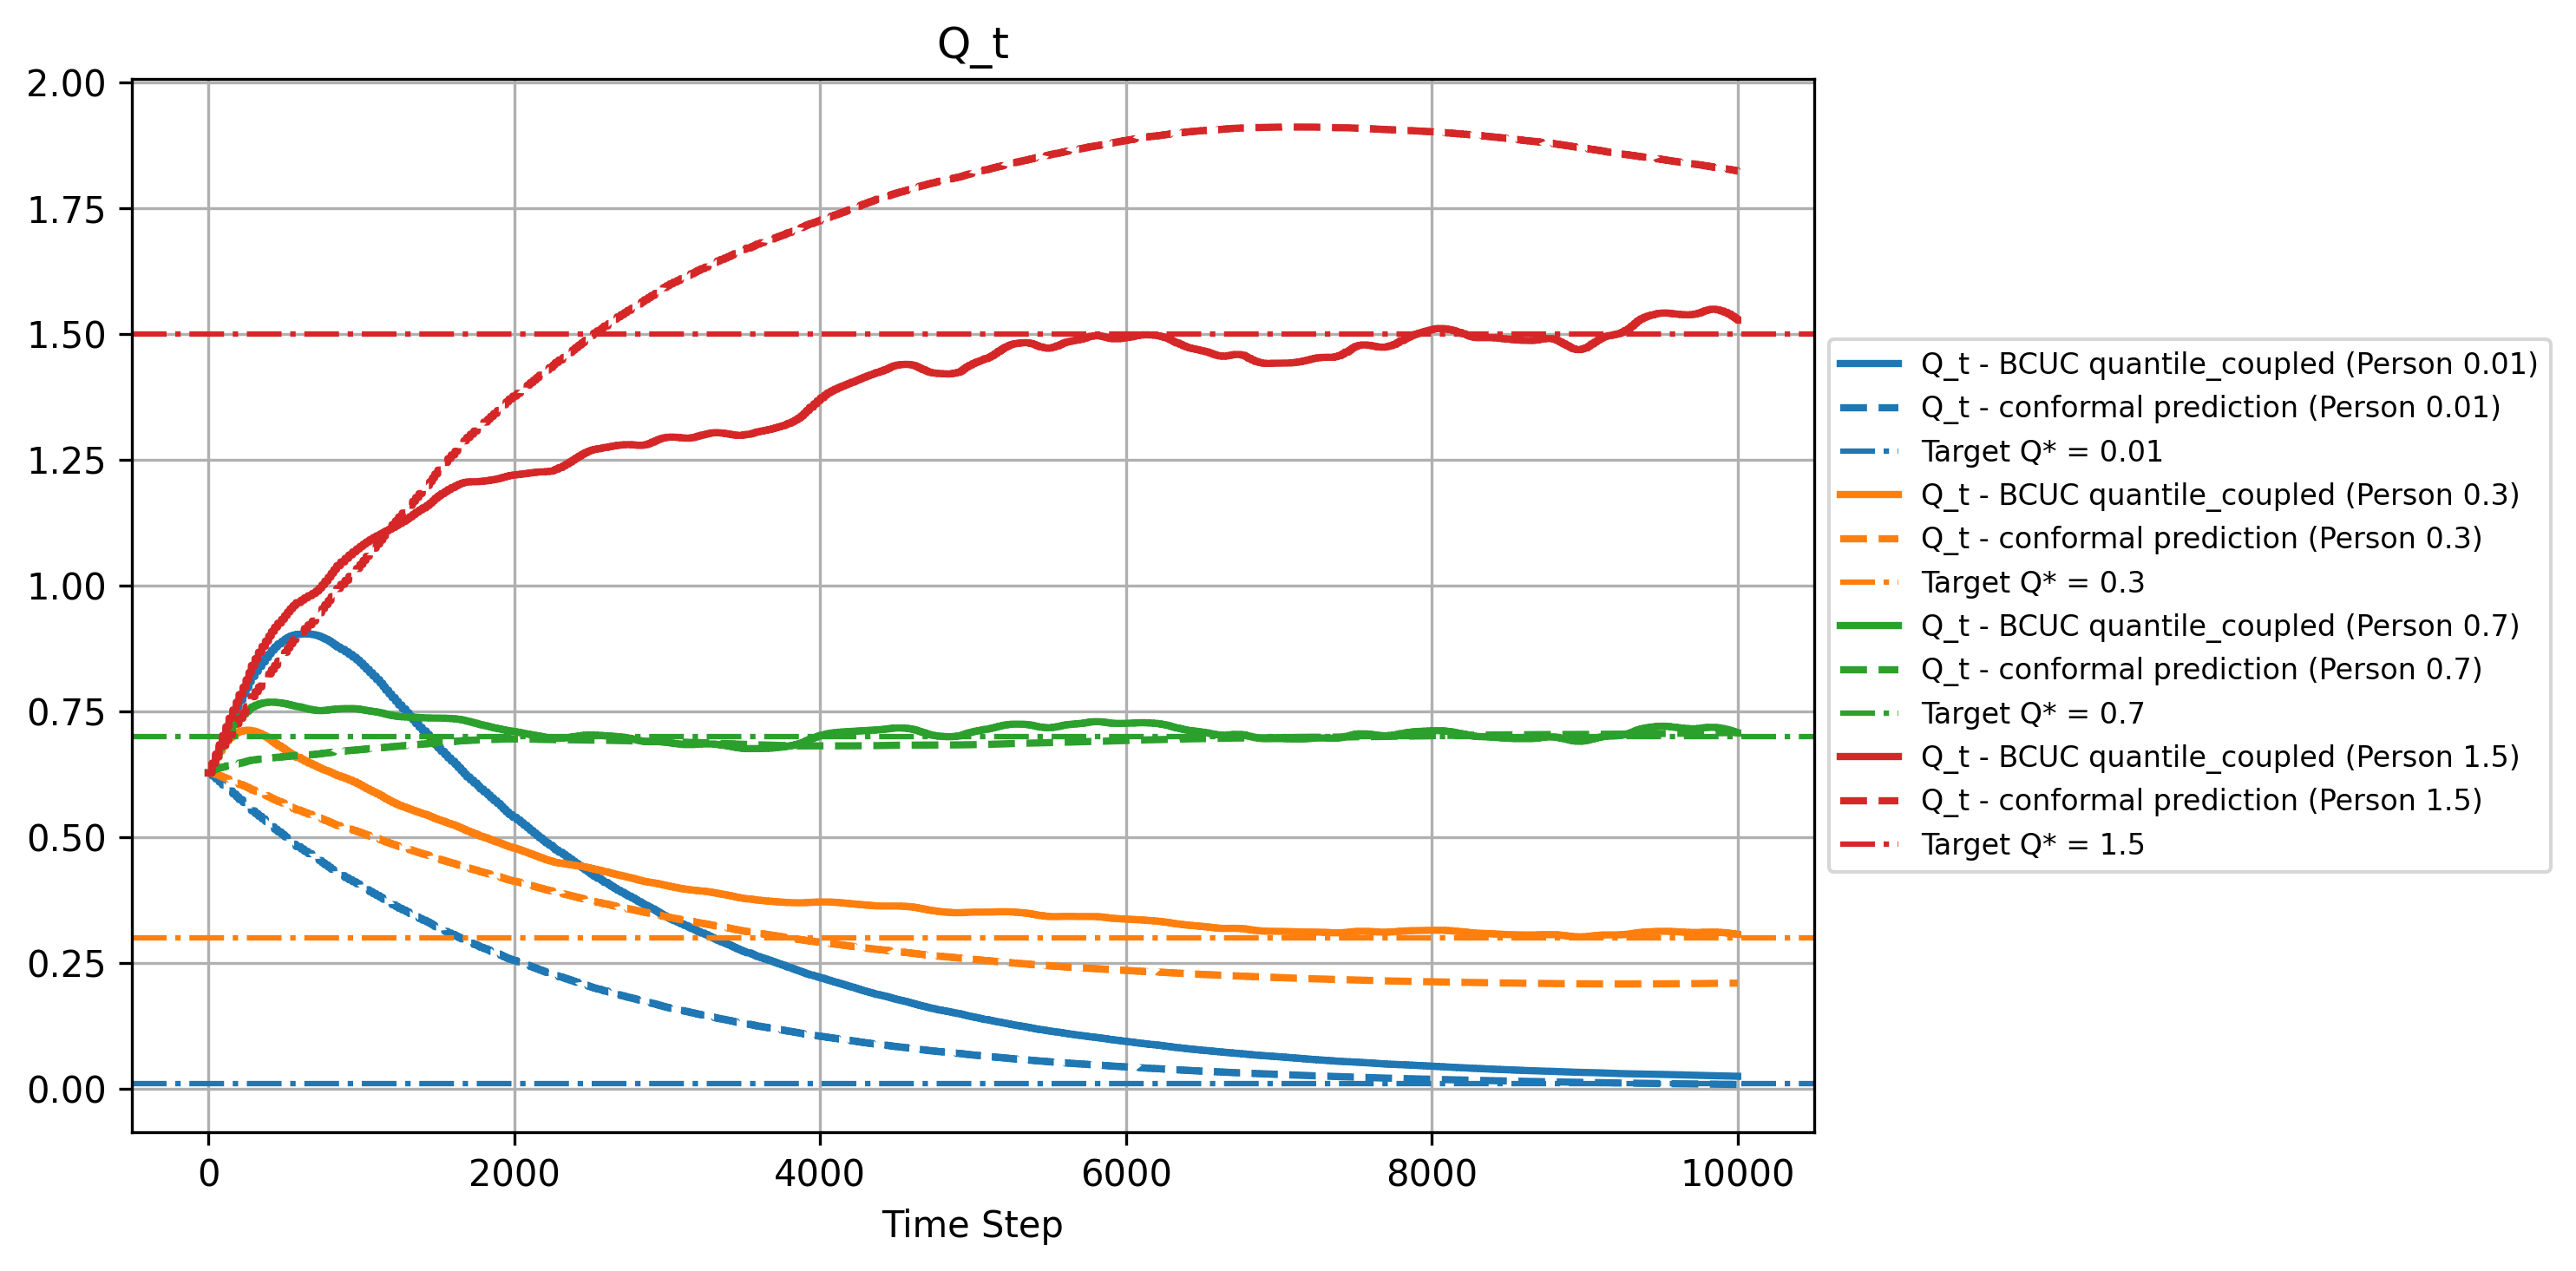 Q_t
2.00
1.75
1.50
1.25
1.00
0.75
0.50
0.25
0.00
0
2000
4000
6000
8000
10000
Time Step
Q_t - BCUC quantile_coupled (Person 0.01)
Q_t - conformal prediction (Person 0.01)
Target Q* = 0.01
Q_t - BCUC quantile_coupled (Person 0.3)
Q_t - conformal prediction (Person 0.3)
Target Q* = 0.3
Q_t - BCUC quantile_coupled (Person 0.7)
Q_t - conformal prediction (Person 0.7)
Target Q* = 0.7
Q_t - BCUC quantile_coupled (Person 1.5)
Q_t - conformal prediction (Person 1.5)
Target Q* = 1.5